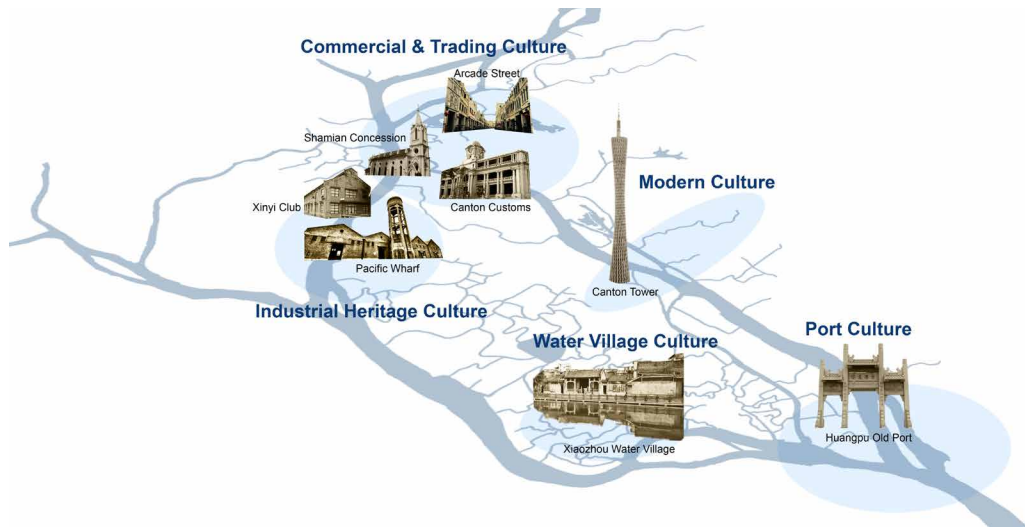 Commercial & Trading Culture
Arcade Street
Shamian Concession
Xinyi Club
Canton Customs
Pacific Wharf
Modern Culture
Canton Tower
Industrial Heritage Culture
Water Village Culture
Port Culture
Xiaozhou Water Village
Huangpu Old Port